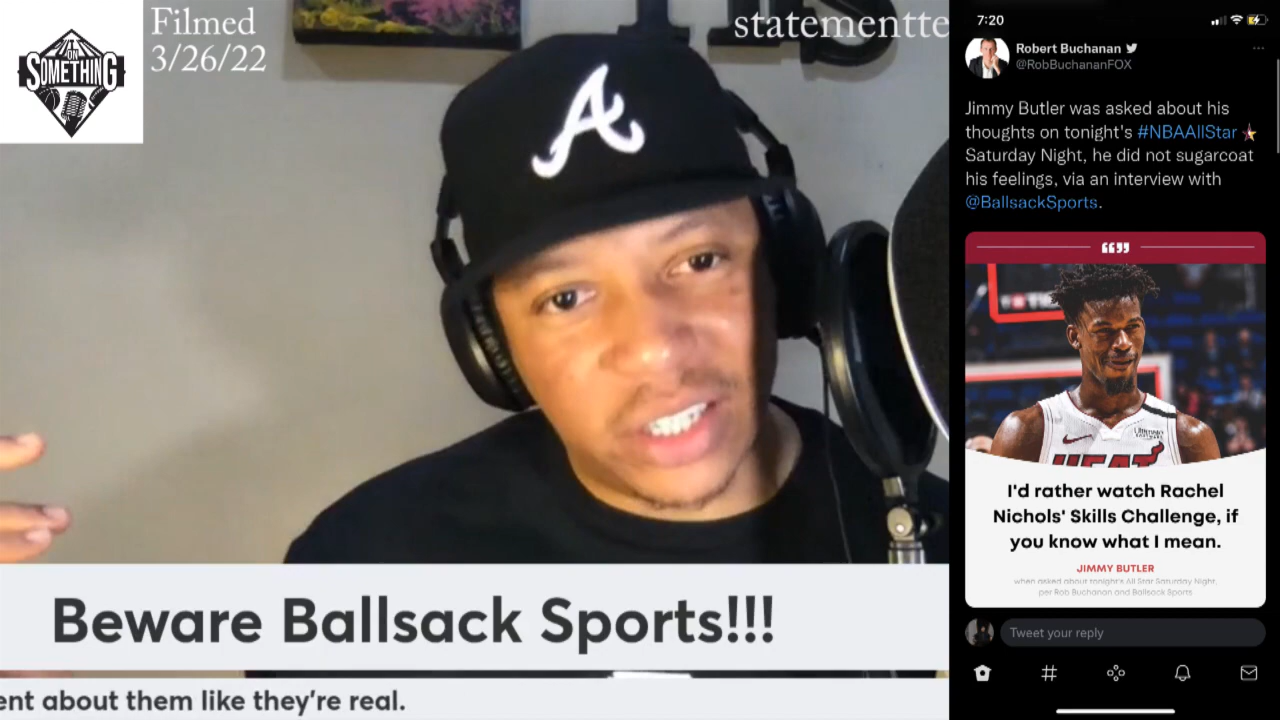 ON
SOMETHING
Filmed
3/26/22
statementte
A
Beware Ballsack Sports!!!
ent about them like they're real.
7:20
Robert Buchanan
@RobBuchananFOX
Jimmy Butler was asked about his
thoughts on tonight's #NBAAllStar
Saturday Night, he did not sugarcoat
his feelings, via an interview with
@BallsackSports.
HEAT
I'd rather watch Rachel
Nichols' Skills Challenge, if
you know what I mean.
JIMMY BUTLER
when asked about tonight's All Star Saturday Night,
per Rob Buchanan and Ballsack Sports
Tweet your reply